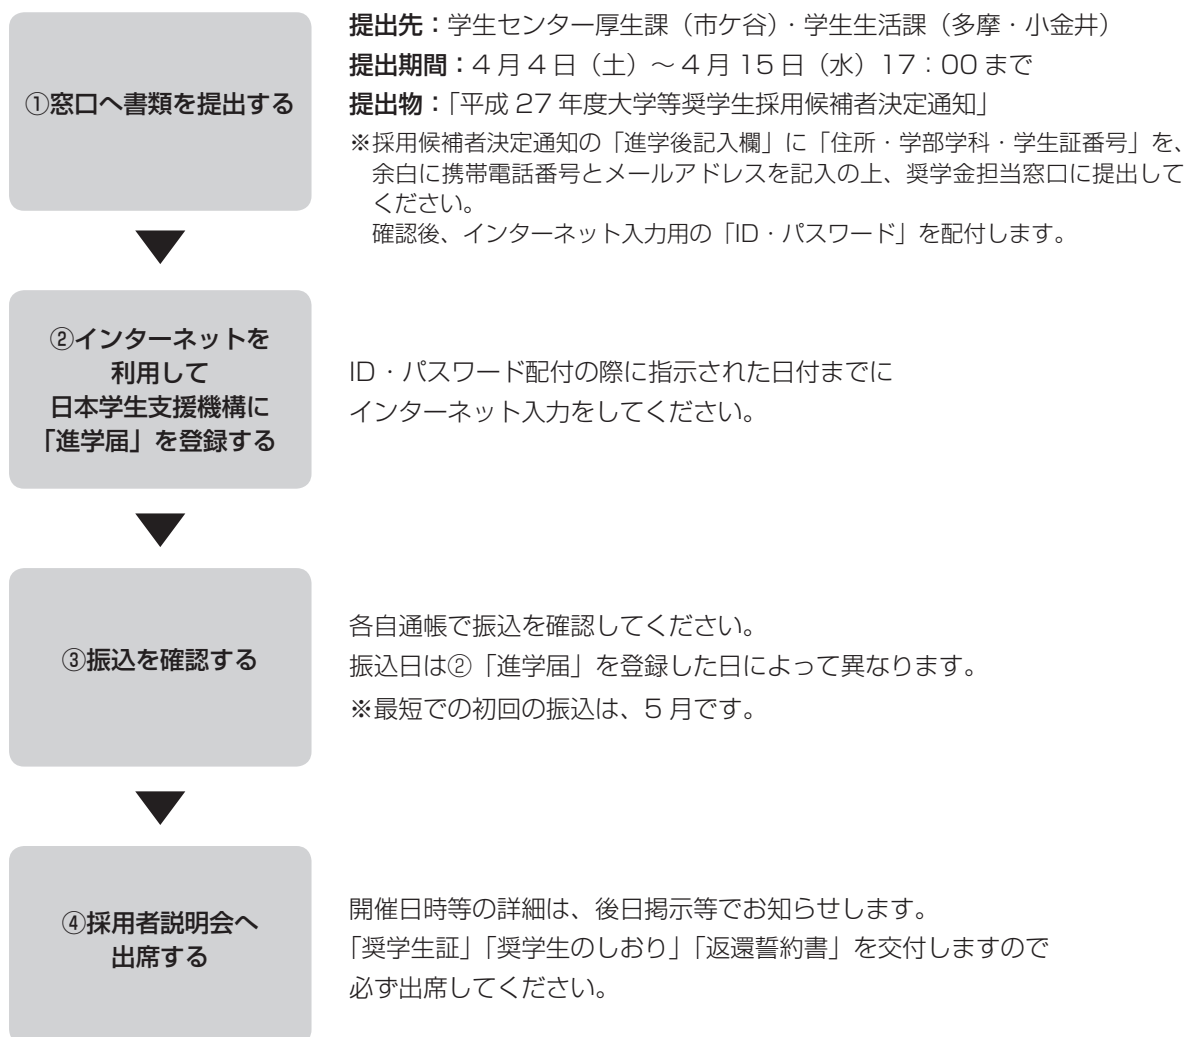 ①窓口へ書類を提出する
提出先：学生センター厚生課（市ケ谷）・学生生活課（多摩・小金井）
提出期間：4月4日（土）～4月15日（水）17：00まで
提出物：「平成27年度大学等奨学生採用候補者決定通知」
※採用候補者決定通知の「進学後記入欄」に「住所・学部学科・学生証番号」を、
余白に携帯電話番号とメールアドレスを記入の上、奨学金担当窓口に提出して
ください。
確認後、インターネット入力用の「ID・パスワード」を配付します。
②インターネットを
利用して
日本学生支援機構に
「進学届」を登録する
ID・パスワード配付の際に指示された日付までに
インターネット入力をしてください。
③振込を確認する
各自通帳で振込を確認してください。
振込日は②「進学届」を登録した日によって異なります。
※最短での初回の振込は、5月です。
④採用者説明会へ
出席する
開催日時等の詳細は、後日掲示等でお知らせします。
「奨学生証」「奨学生のしおり」「返還誓約書」を交付しますので
必ず出席してください。